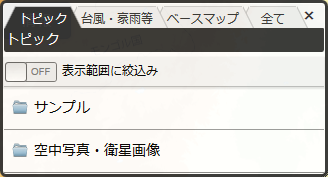 トピック 台風・豪雨等 ベースマップ 全て ×
トピック
OFF 表示範囲に絞込み
サンプル
空中写真・衛星画像